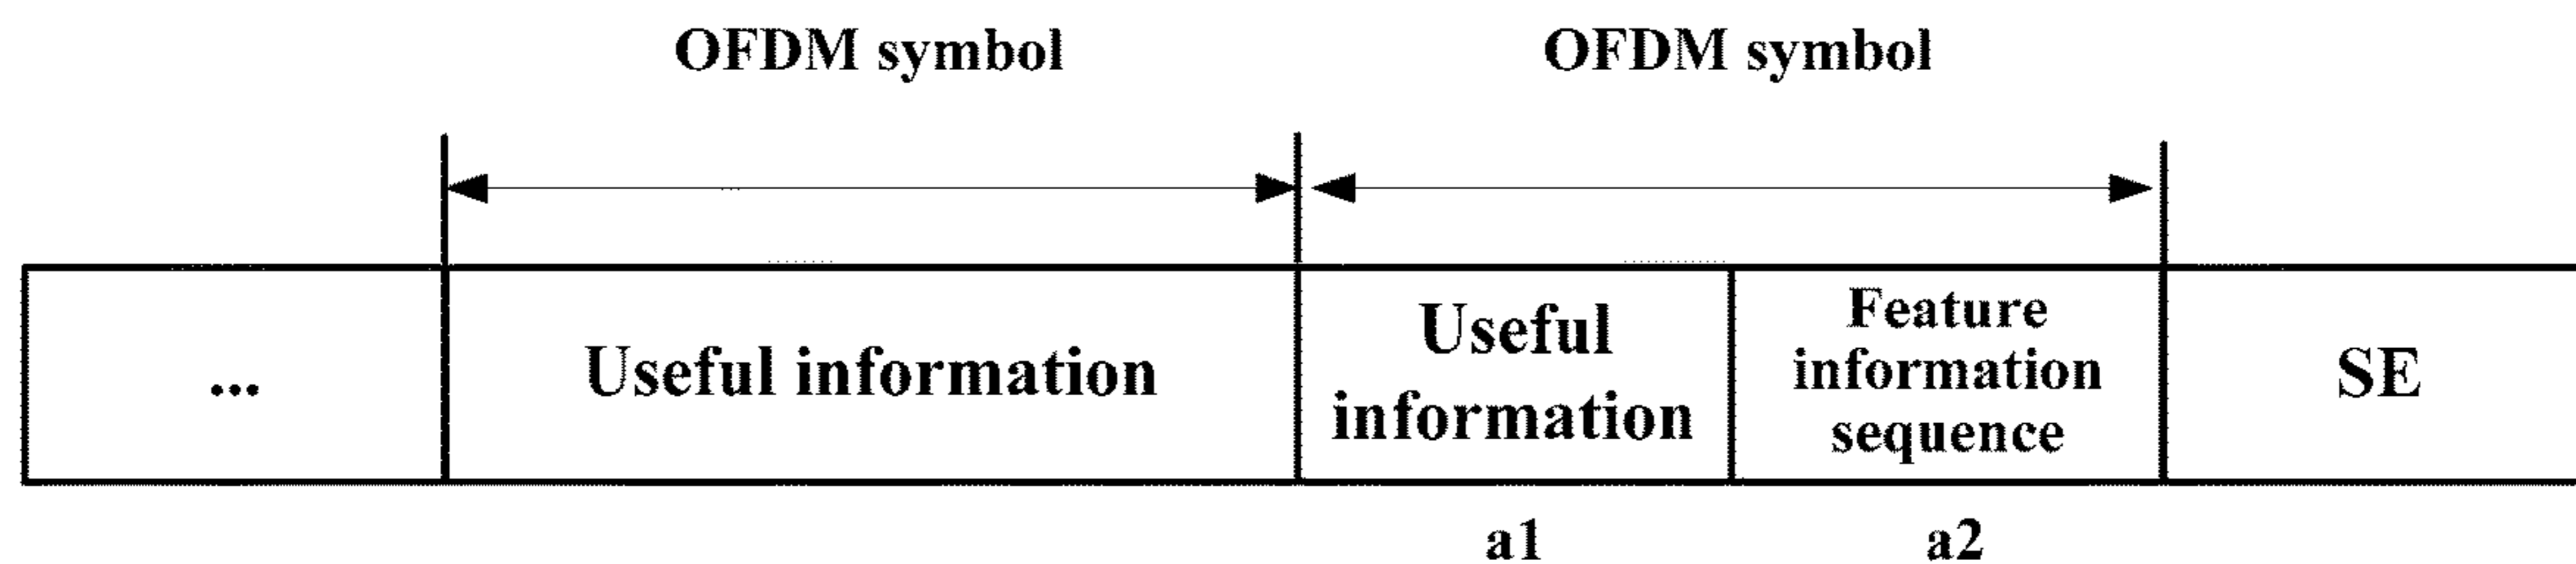 OFDM symbol OFDM symbol
... Useful information Useful information Feature information sequence SE
a1 a2